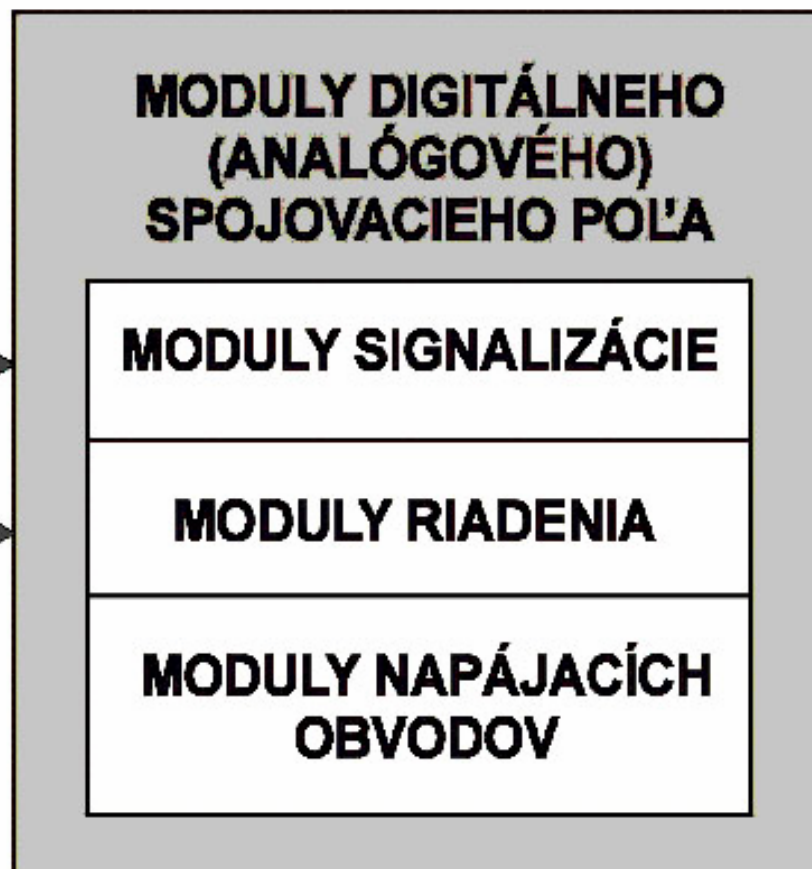 MODULY DIGITÁLNEHO
(ANALÓGOVÉHO)
SPOJOVACIEHO POĽA
MODULY SIGNALIZÁCIE
MODULY RIADENIA
MODULY NAPÁJACÍCH
OBVODOV